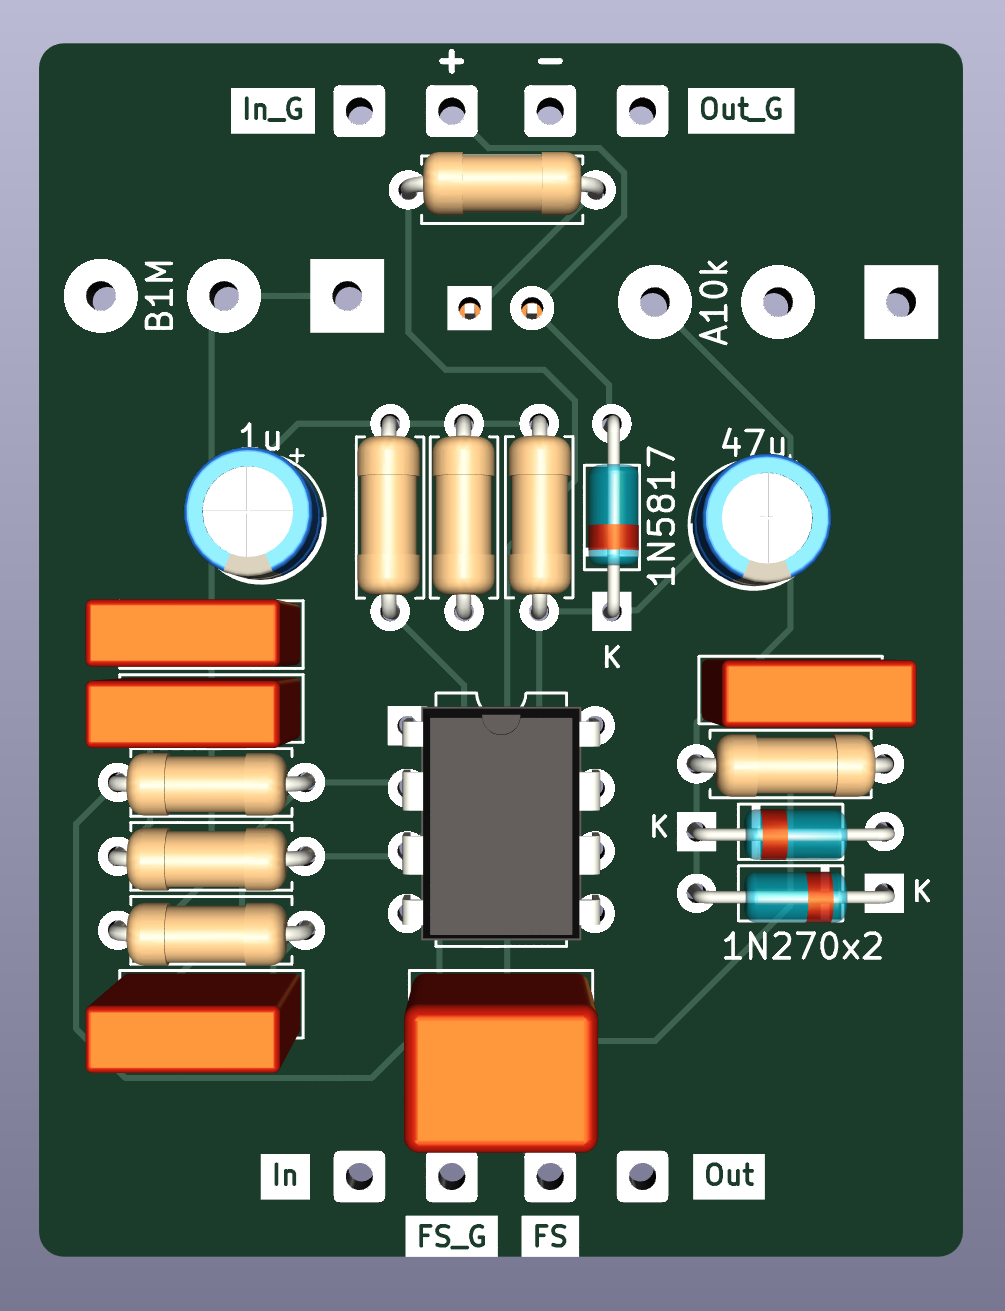 + −
In_G Out_G
B1M A10k
1u 47u
+
1N5817
K
K
K
1N270x2
In Out
FS_G FS